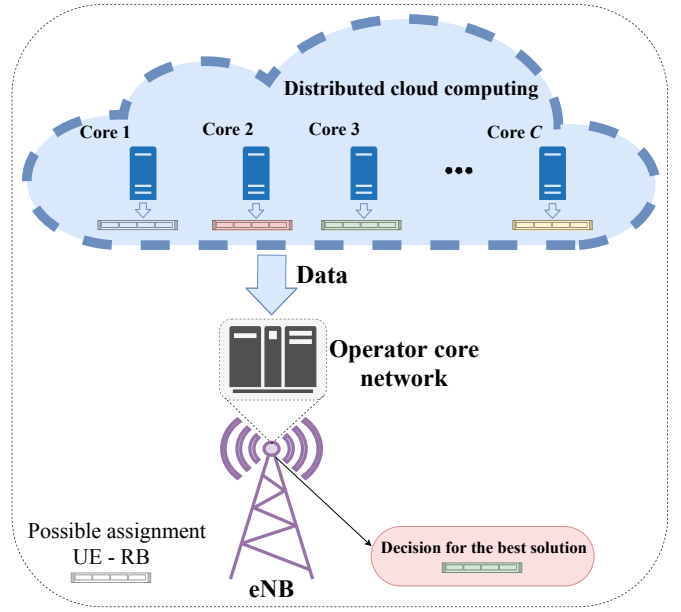 Distributed cloud computing
Core 1
Core 2
Core 3
Core C
Data
Operator core
network
Possible assignment
UE - RB
Decision for the best solution
eNB